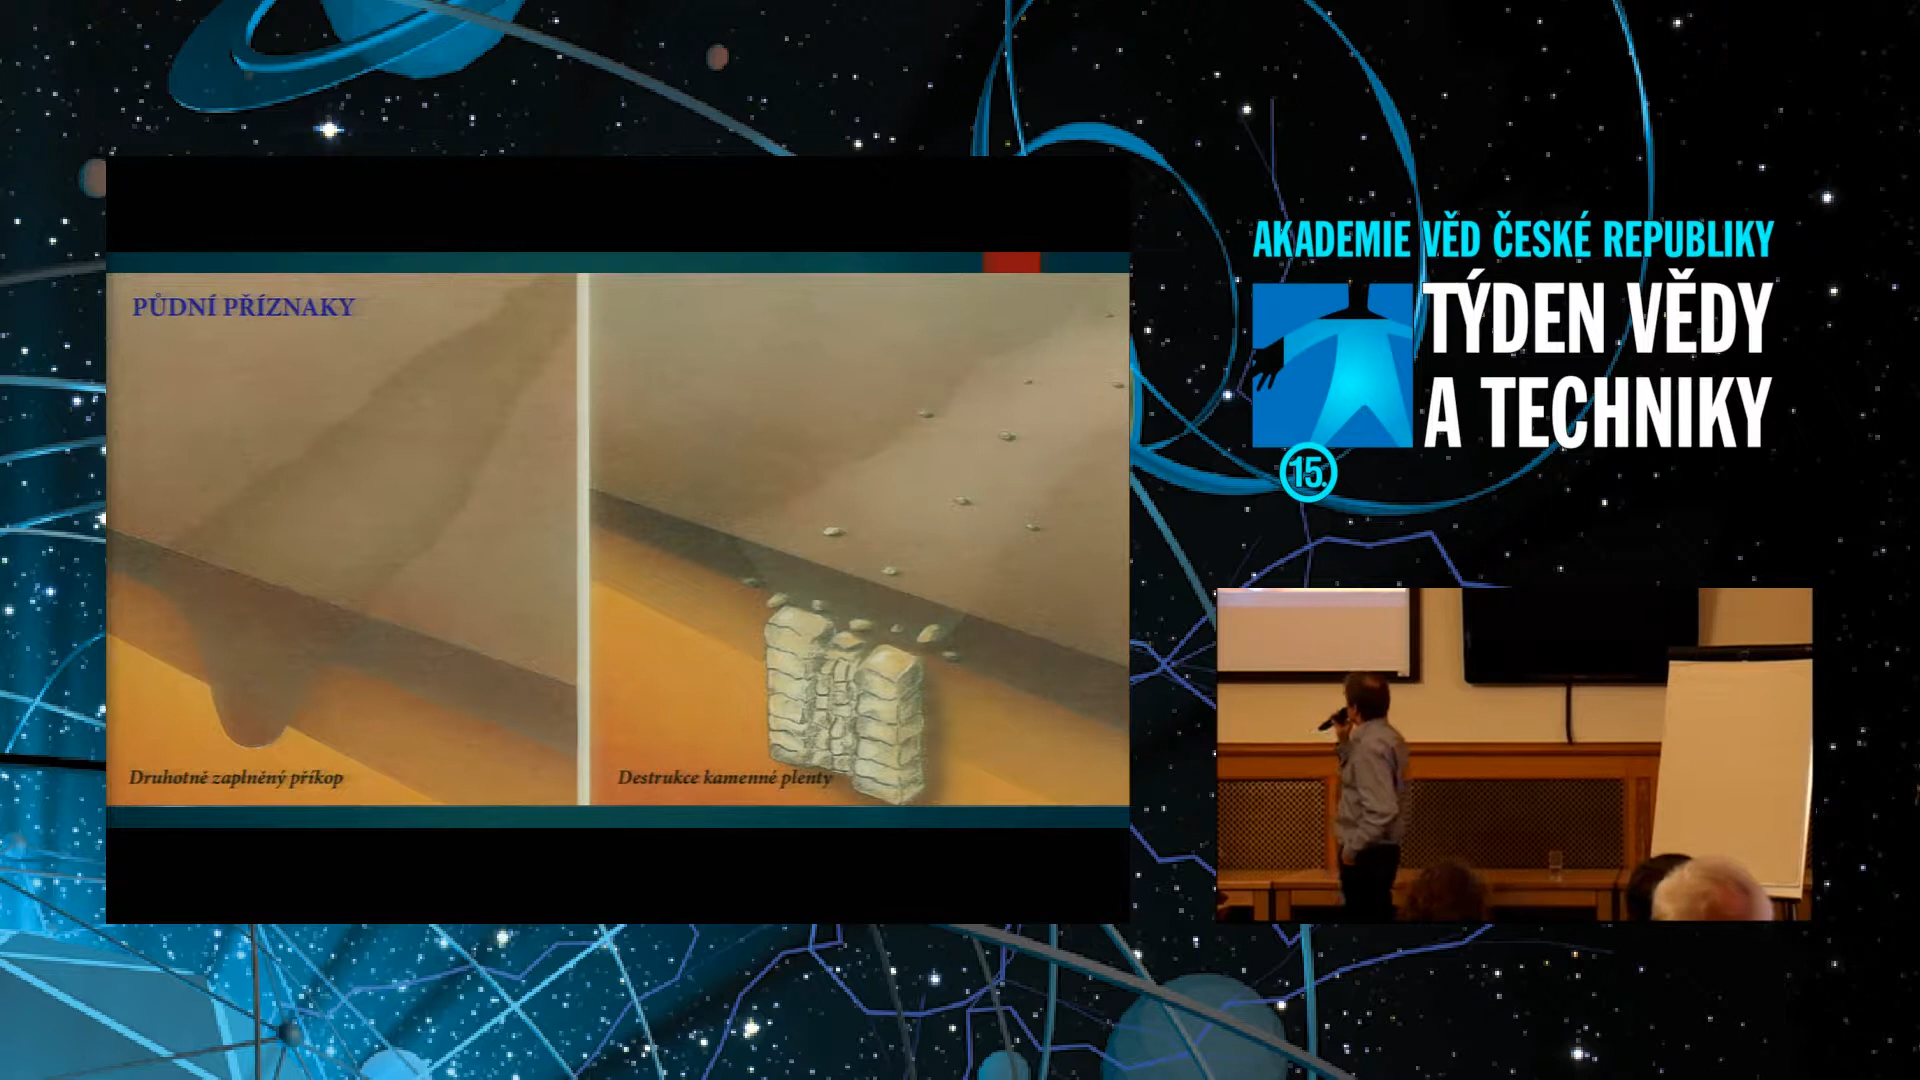 PŮDNÍ PŘÍZNAKY
Druhotně zaplněný příkop
Destrukce kamenné plenty
AKADEMIE VĚD ČESKÉ REPUBLIKY
TÝDEN VĚDY
A TECHNIKY
15.